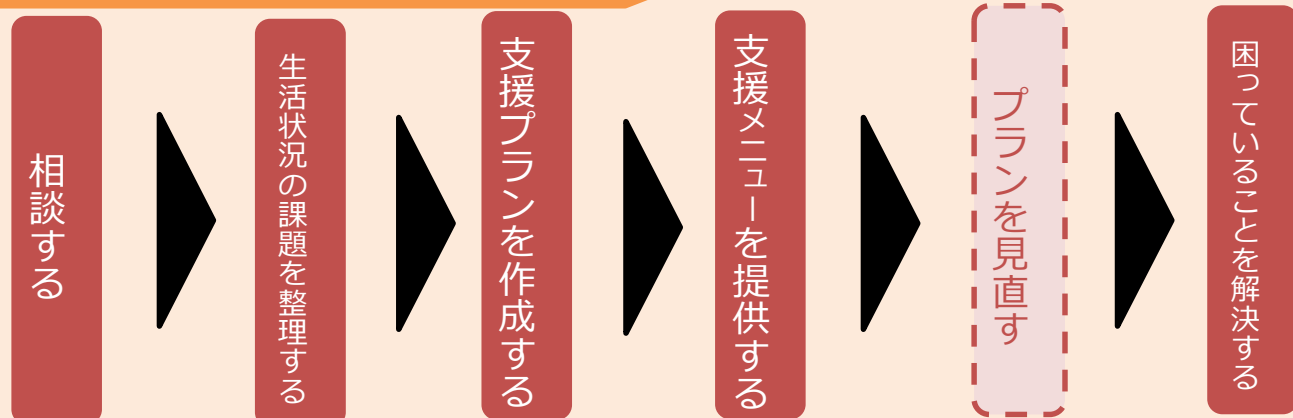 相談する
生活状況の課題を整理する
支援プランを作成する
支援メニューを提供する
プランを見直す
困っていることを解決する